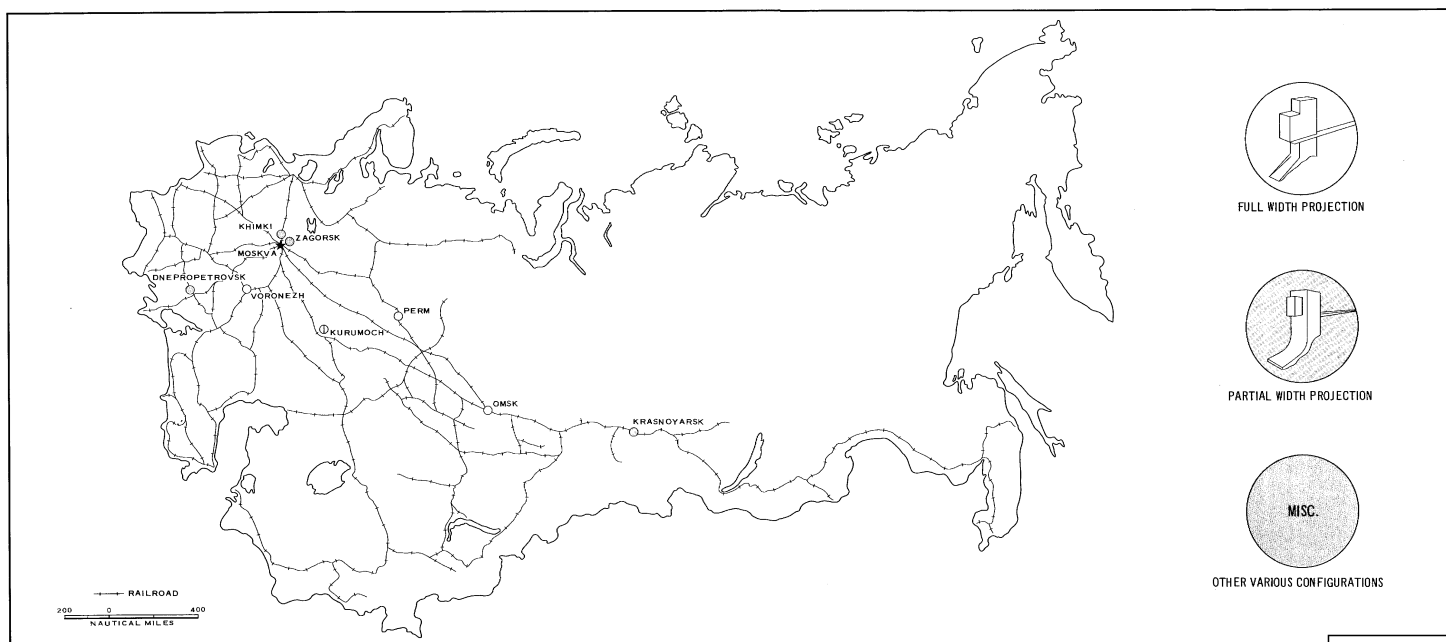 KHIMKI
ZAGORSK
MOSKVA
DNEPROPETROVSK
VORONEZH
PERM
KURUMOCH
OMSK
KRASNOYARSK
RAILROAD
200 0 400
NAUTICAL MILES
FULL WIDTH PROJECTION
PARTIAL WIDTH PROJECTION
MISC.
OTHER VARIOUS CONFIGURATIONS